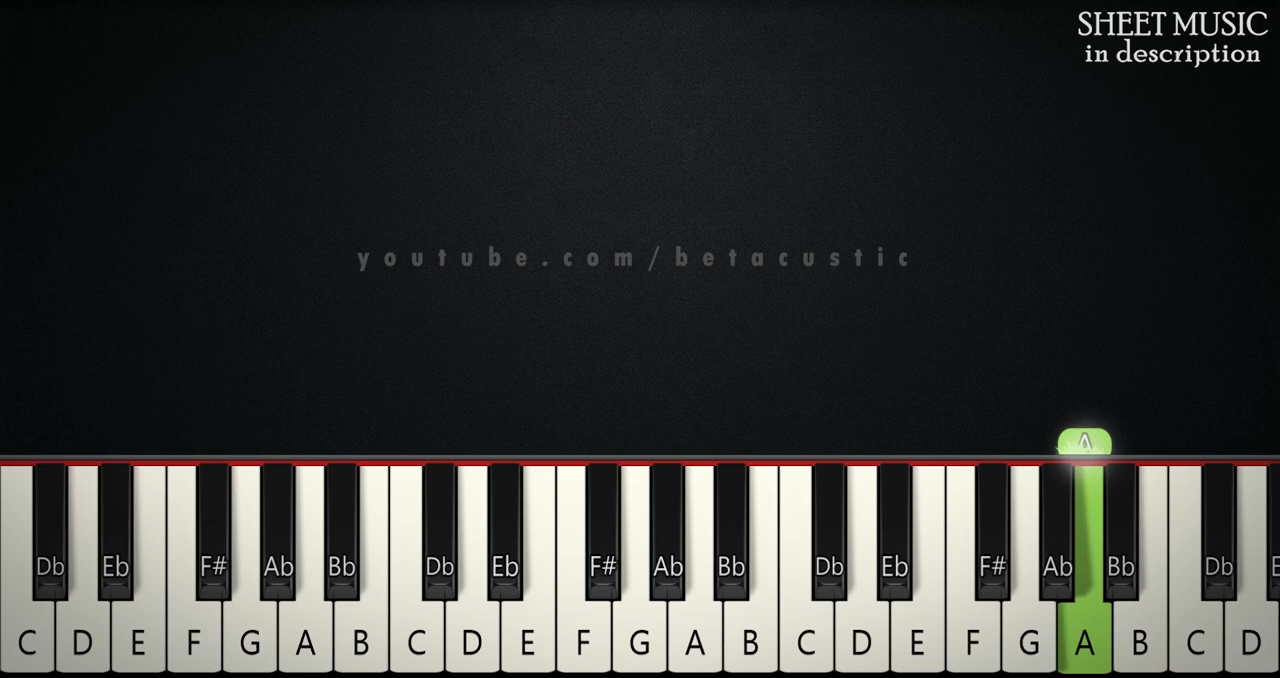 SHEET MUSIC
in description
youtube.com/betacustic
A
Db Eb F# Ab Bb Db Eb F# Ab Bb Db Eb F# Ab Bb Db E
C D E F G A B C D E F G A B C D E F G A B C D